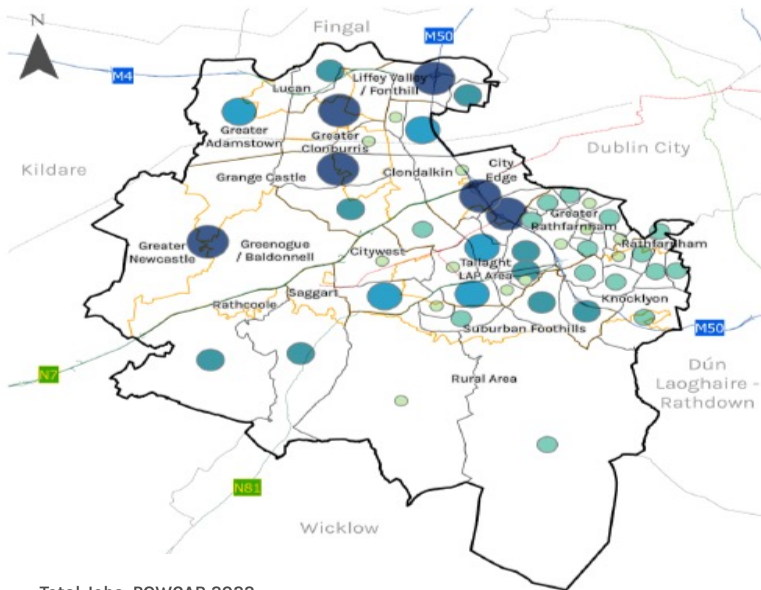 N
Fingal
M50
M4
Lucan
Liffey Valley
/ Fonthill
Greater
Adamstown
Greater
Clonburris
Kildare
Dublin City
Grange Castle
Clondalkin
City
Edge
Greater
Rathfarnham
Greater
Newcastle
Greenogue
/ Baldonnell
Citywest
Tallaght
LAP Area
Rathfarnham
Rathcoole
Saggart
Knocklyon
Suburban Foothills
M50
N7
Rural Area
Dún
Laoghaire -
Rathdown
N81
Wicklow